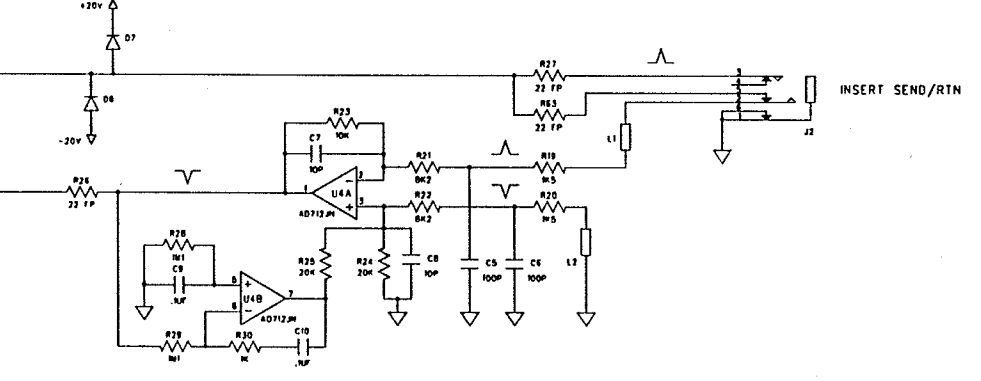 +20V
D7
D8
-20V
R27
22 FP
R63
22 FP
INSERT SEND/RTN
J2
L1
R23
10K
C7
10P
R21
8K2
R19
1K5
R26
22 FP
1
2
U4A
3
AD712JN
R22
8K2
R20
1K5
L2
R28
1M1
C9
.1UF
R25
20K
R24
20K
C8
10P
C5
100P
C6
100P
5
U4B
7
6
AD712JN
R29
1M1
R30
1K
C10
.1UF